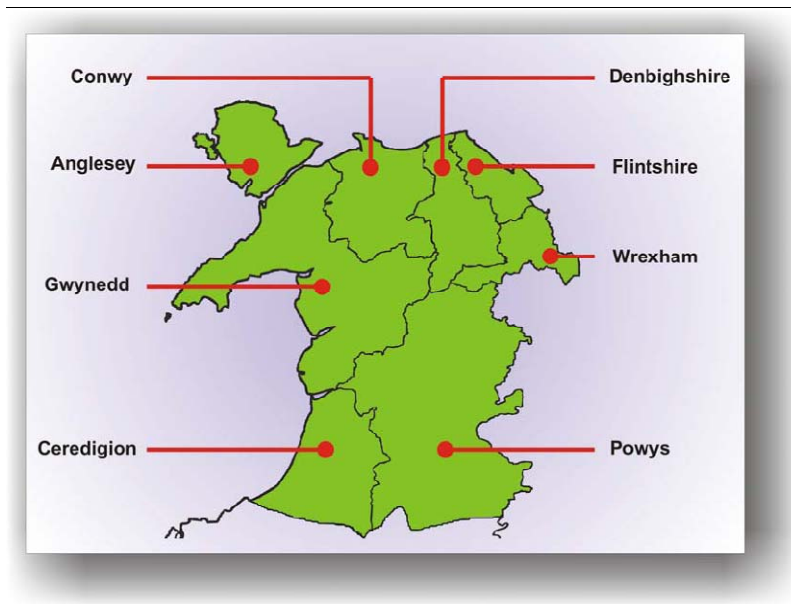 Conwy
Denbighshire
Anglesey
Flintshire
Gwynedd
Wrexham
Ceredigion
Powys